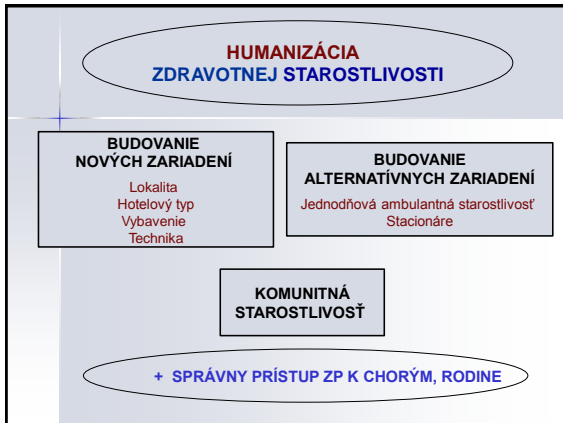 HUMANIZÁCIA
ZDRAVOTNEJ STAROSTLIVOSTI
BUDOVANIE
NOVÝCH ZARIADENÍ
Lokalita
Hotelový typ
Vybavenie
Technika
BUDOVANIE
ALTERNATÍVNYCH ZARIADENÍ
Jednodňová ambulantná starostlivosť
Stacionáre
KOMUNITNÁ
STAROSTLIVOSŤ
+ SPRÁVNY PRÍSTUP ZP K CHORÝM, RODINE